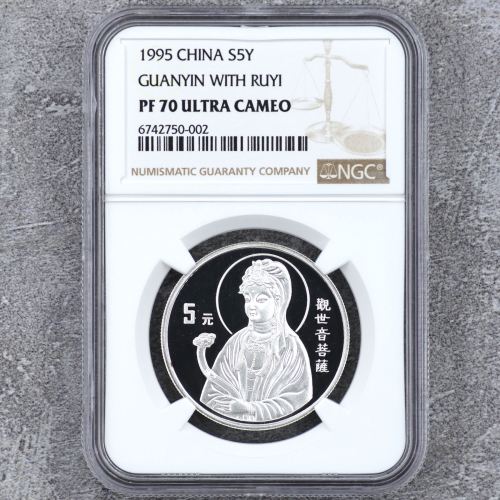 1995 CHINA S5Y
GUANYIN WITH RUYI
PF 70 ULTRA CAMEO
6742750-002
NUMISMATIC GUARANTY COMPANY
NGC®
5元
觀世音菩薩